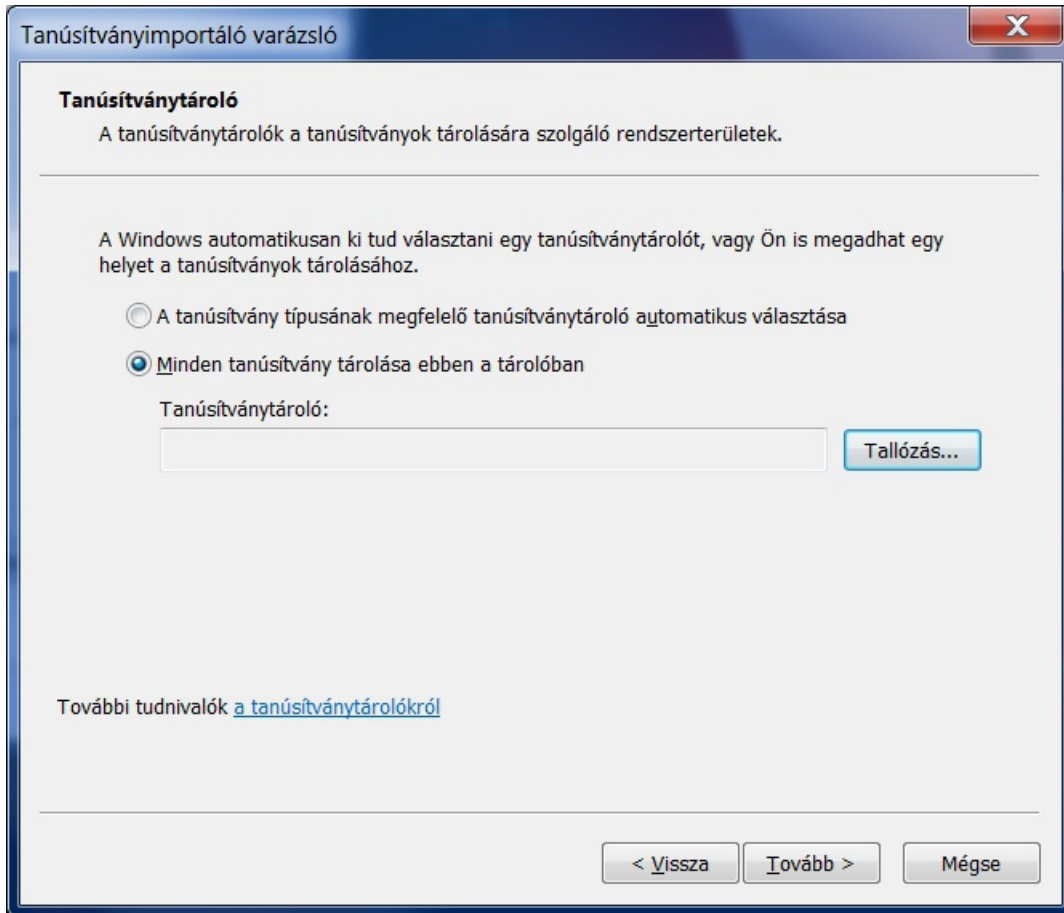 Tanúsítványimportáló varázsló
X
Tanúsítványtároló
A tanúsítványtárolók a tanúsítványok tárolására szolgáló rendszerterületek.
A Windows automatikusan ki tud választani egy tanúsítványtárolót, vagy Ön is megadhat egy
helyet a tanúsítványok tárolásához.
A tanúsítvány típusának megfelelő tanúsítványtároló automatikus választása
Minden tanúsítvány tárolása ebben a tárolóban
Tanúsítványtároló:
Tallózás...
További tudnivalók a tanúsítványtárolókról
< Vissza
Tovább >
Mégse